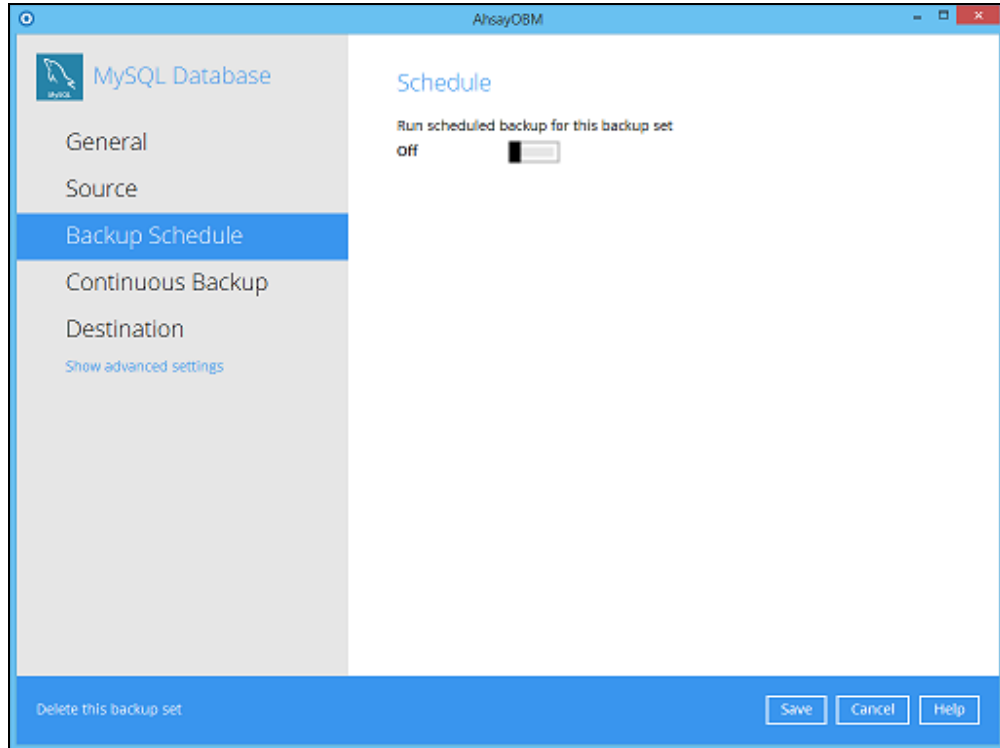 AhsayOBM
MySQL Database
MySQL
General
Source
Backup Schedule
Continuous Backup
Destination
Show advanced settings
Schedule
Run scheduled backup for this backup set
Off
Delete this backup set
Save
Cancel
Help